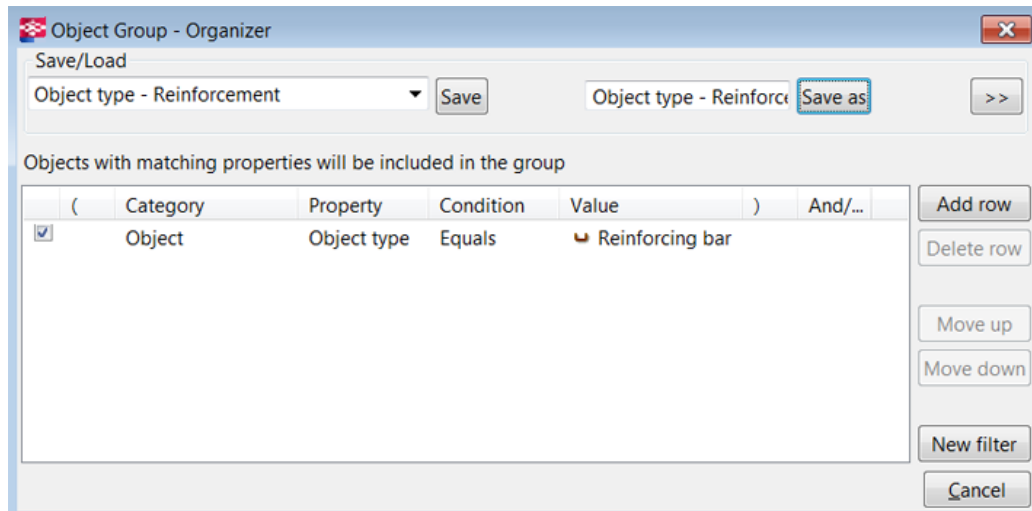 Object Group - Organizer
Save/Load
Object type - Reinforcement Save Object type - Reinforce Save as >>
Objects with matching properties will be included in the group
( Category Property Condition Value ) And/... Add row
Object Object type Equals Reinforcing bar
Delete row
Move up
Move down
New filter
Cancel